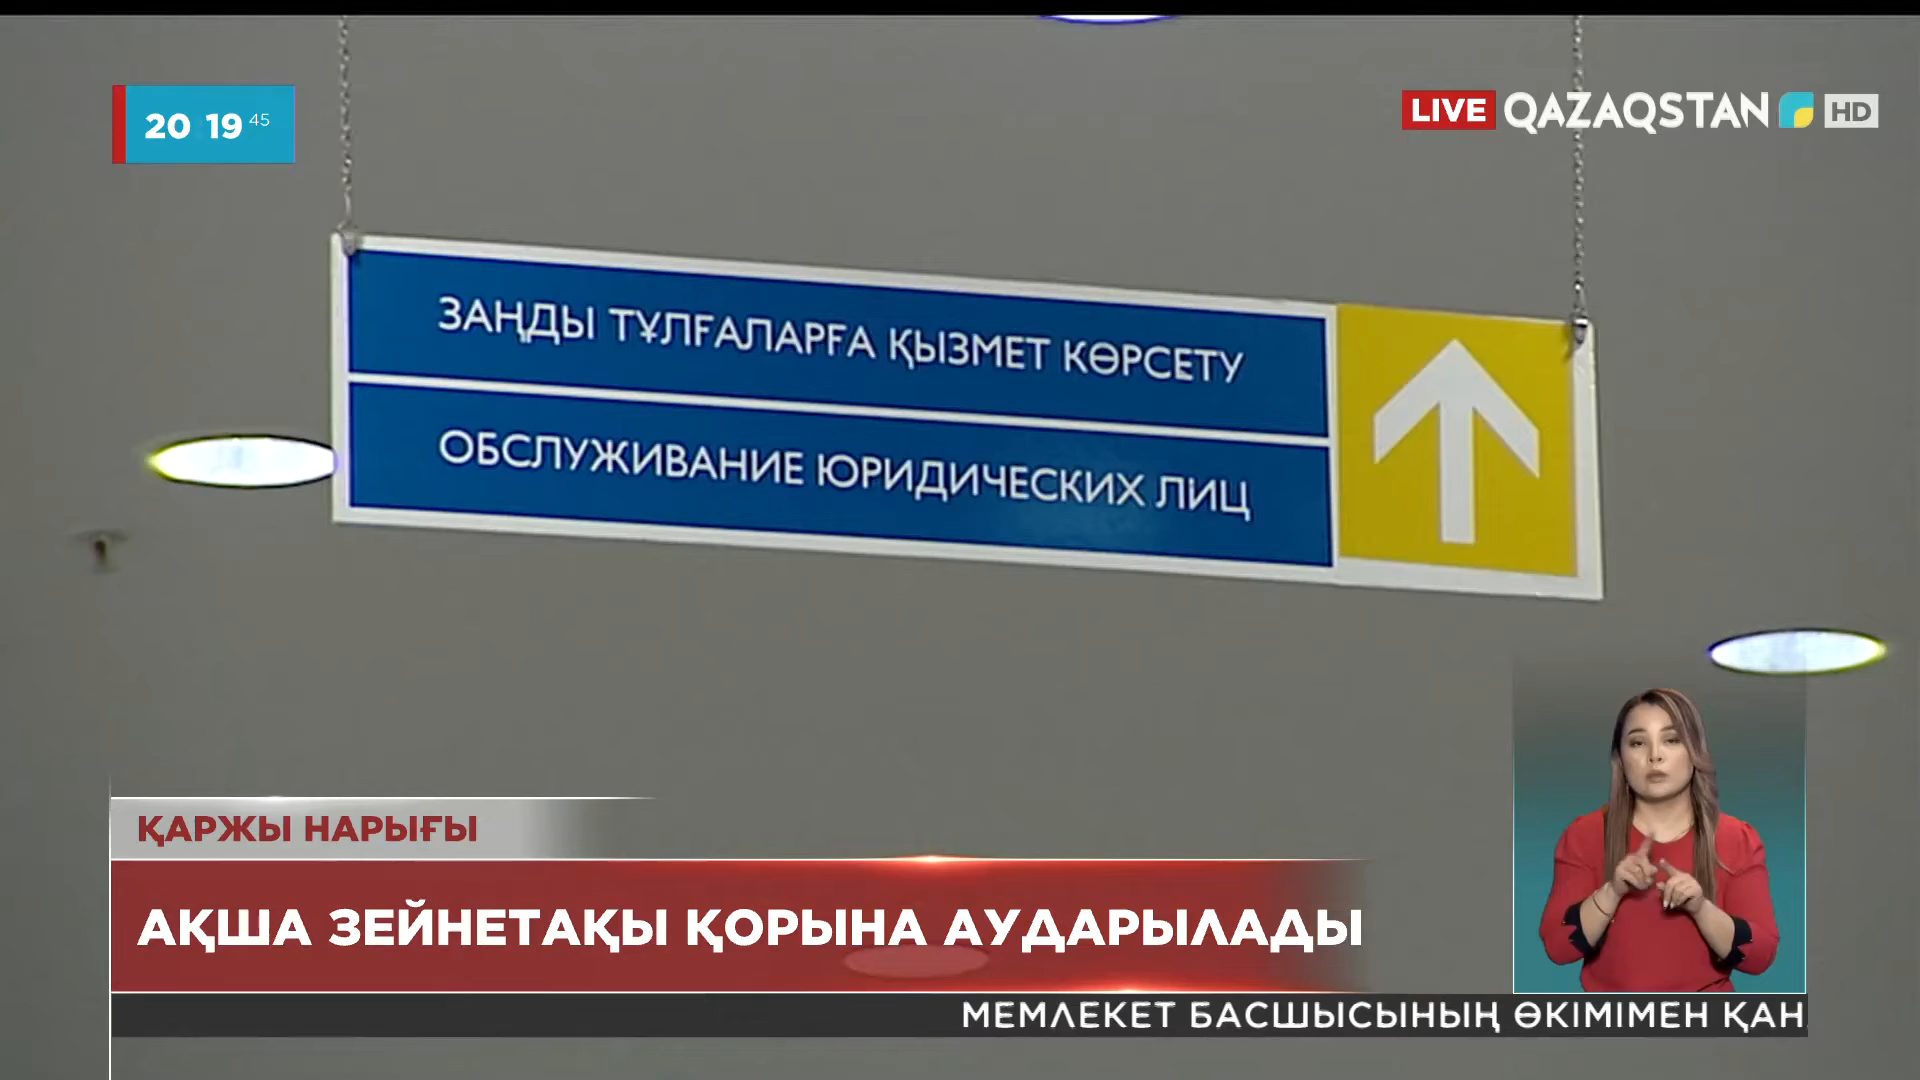 20 19 45
LIVE QAZAQSTAN HD
ЗАҢДЫ ТҰЛҒАЛАРҒА ҚЫЗМЕТ КӨРСЕТУ
ОБСЛУЖИВАНИЕ ЮРИДИЧЕСКИХ ЛИЦ
ҚАРЖЫ НАРЫҒЫ
АҚША ЗЕЙНЕТАҚЫ ҚОРЫНА АУДАРЫЛАДЫ
МЕМЛЕКЕТ БАСШЫСЫНЫҢ ӨКІМІМЕН ҚАН